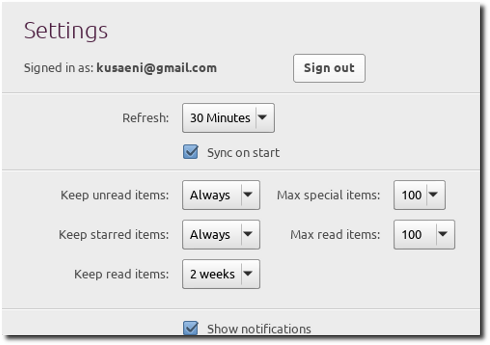 Settings
Signed in as: kusaeni@gmail.com Sign out
Refresh: 30 Minutes
Sync on start
Keep unread items: Always Max special items: 100
Keep starred items: Always Max read items: 100
Keep read items: 2 weeks
Show notifications